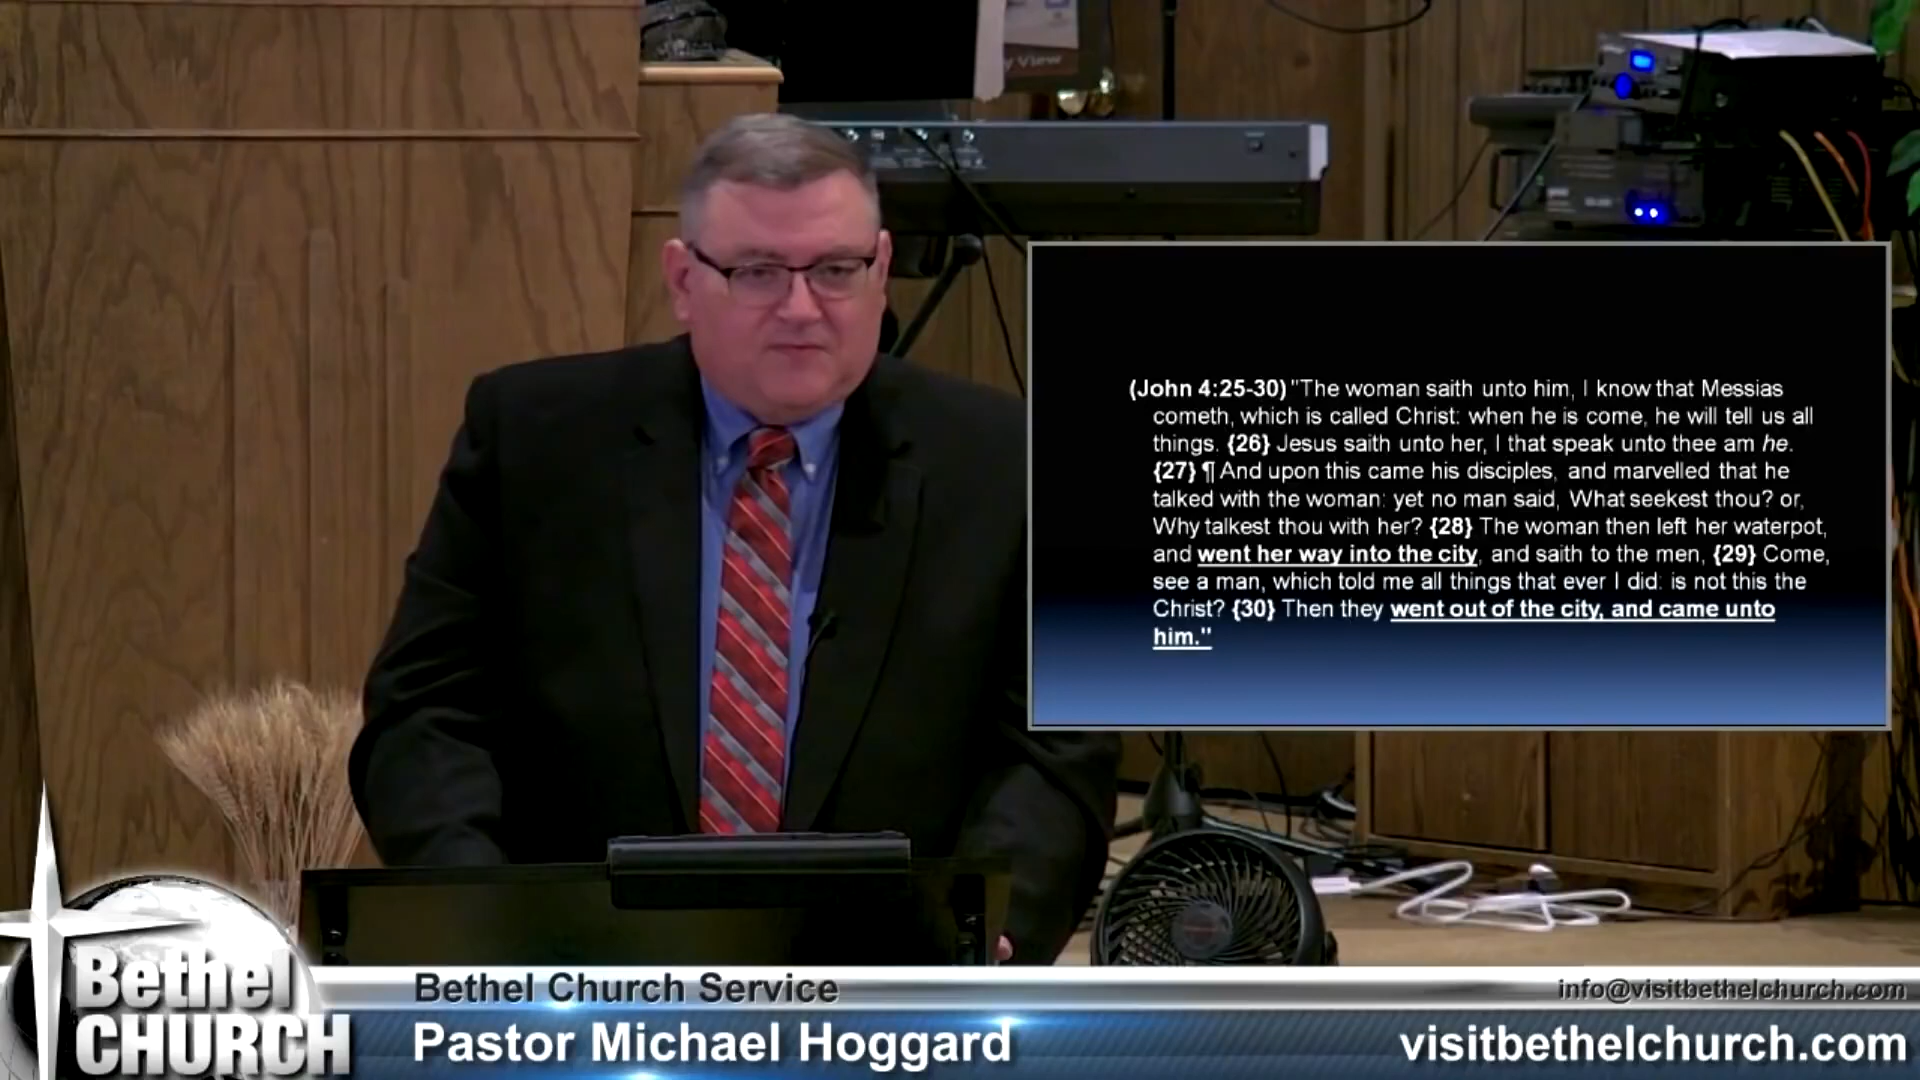 y View
(John 4:25-30) "The woman saith unto him, I know that Messias
cometh, which is called Christ: when he is come, he will tell us all
things. {26} Jesus saith unto her, I that speak unto thee am he.
{27} ¶ And upon this came his disciples, and marvelled that he
talked with the woman: yet no man said, What seekest thou? or,
Why talkest thou with her? {28} The woman then left her waterpot,
and went her way into the city, and saith to the men, {29} Come,
see a man, which told me all things that ever I did: is not this the
Christ? {30} Then they went out of the city, and came unto
him."
Bethel
CHURCH
Bethel Church Service
info@visitbethelchurch.com
Pastor Michael Hoggard
visitbethelchurch.com